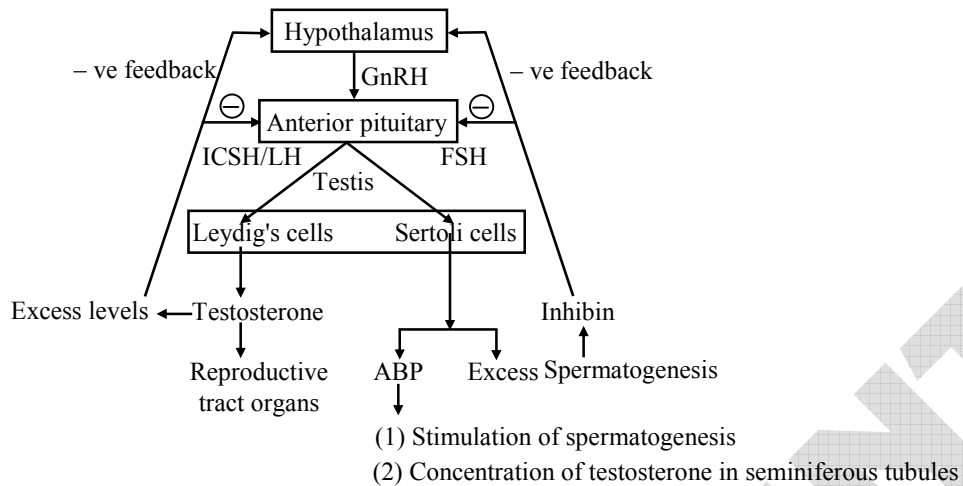 Hypothalamus
– ve feedback
– ve feedback
GnRH
Anterior pituitary
ICSH/LH
FSH
Testis
Leydig's cells Sertoli cells
Excess levels
Testosterone
Inhibin
Reproductive
tract organs
ABP
Excess
Spermatogenesis
(1) Stimulation of spermatogenesis
(2) Concentration of testosterone in seminiferous tubules